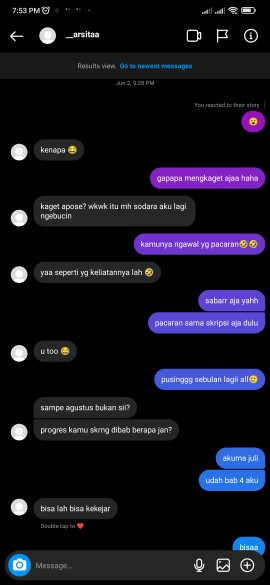 7:53 PM
__arsitaa
Results view. Go to newest messages
Jun 2, 9:28 PM
You reacted to their story
😮
kenapa 😂
gapapa mengkaget ajaa haha
kaget apose? wkwk itu mh sodara aku lagi
ngebucin
kamunya ngawal yg pacaran🤣🤣
yaa seperti yg keliatannya lah 🤣
sabarr aja yahh
pacaran sama skripsi aja dulu
u too 😂
pusinggg sebulan lagii all🥲
sampe agustus bukan sii?
progres kamu skrng dibab berapa jan?
akuma juli
udah bab 4 aku
bisa lah bisa kekejar
Double tap to ❤️
bisaa
Message...